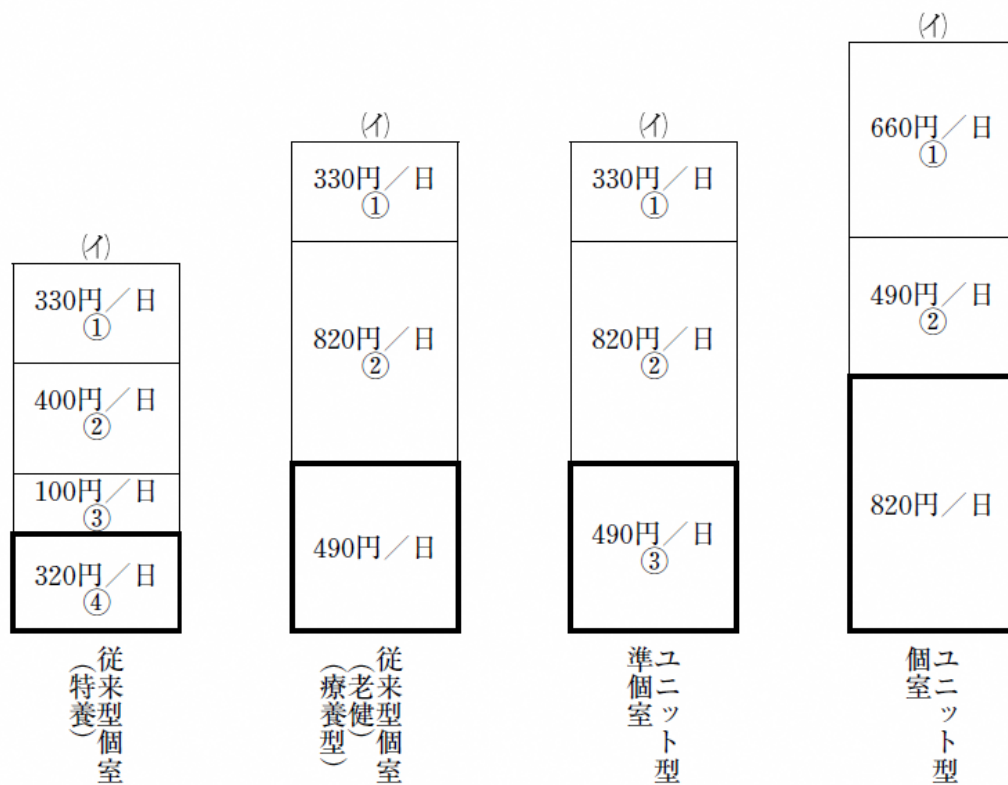 (イ)
330円／日
①
400円／日
②
100円／日
③
320円／日
④
従来型個室
(特養)
(イ)
330円／日
①
820円／日
②
490円／日
従来型個室
(老健)
(療養型)
(イ)
330円／日
①
820円／日
②
490円／日
③
ユニット型
準個室
(イ)
660円／日
①
490円／日
②
820円／日
ユニット型
個室